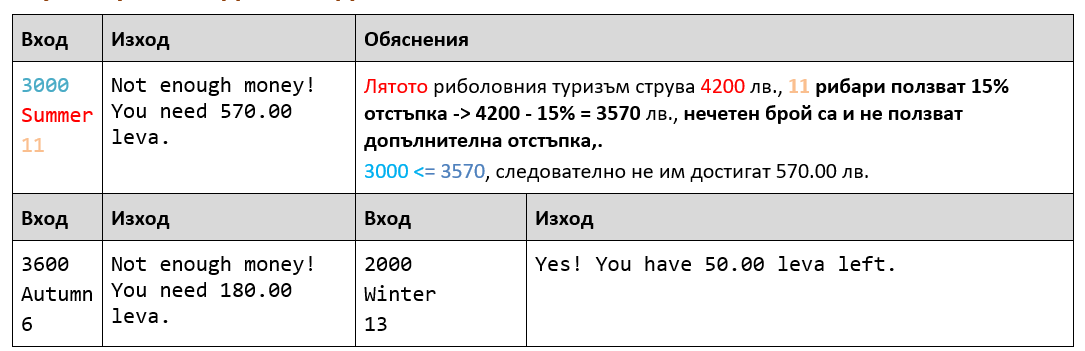 Вход Изход Обяснения
3000 Not enough money! Лятото риболовния туризъм струва 4200 лв., 11 рибари ползват 15%
Summer You need 570.00 отстъпка -> 4200 - 15% = 3570 лв., нечетен брой са и не ползват
11 leva. допълнителна отстъпка,.
3000 <= 3570, следователно не им достигат 570.00 лв.
Вход Изход Вход Изход
3600 Not enough money! 2000 Yes! You have 50.00 leva left.
Autumn You need 180.00 Winter
6 leva. 13